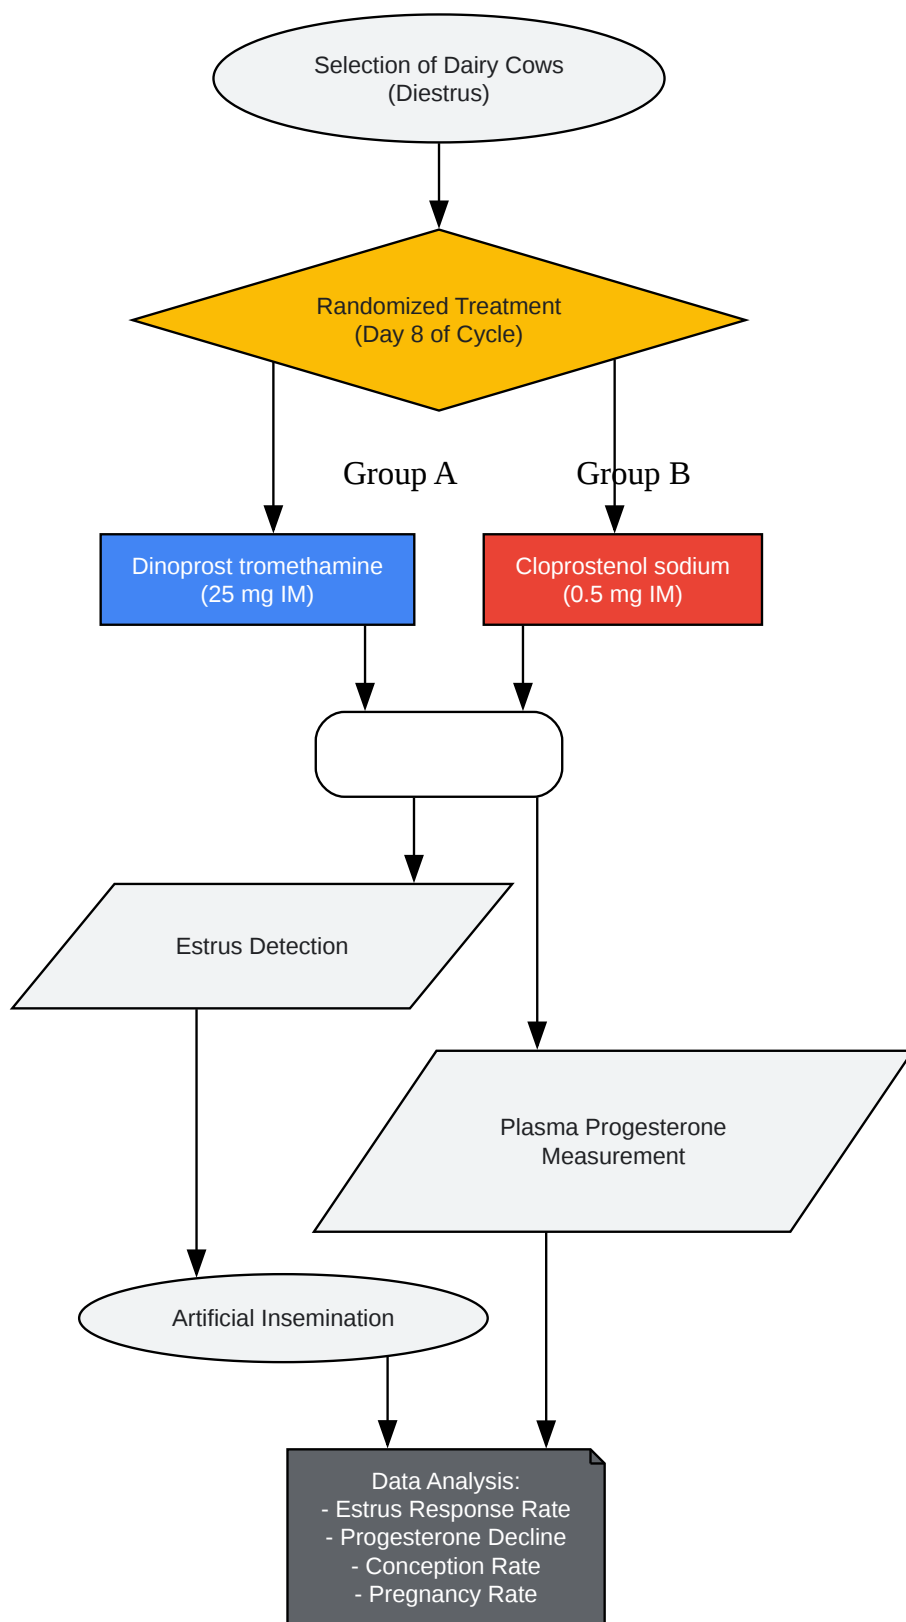 Selection of Dairy Cows
(Diestrus)
Randomized Treatment
(Day 8 of Cycle)
Group A
Group B
Dinoprost tromethamine
(25 mg IM)
Cloprostenol sodium
(0.5 mg IM)
Estrus Detection
Plasma Progesterone
Measurement
Artificial Insemination
Data Analysis:
- Estrus Response Rate
- Progesterone Decline
- Conception Rate
- Pregnancy Rate